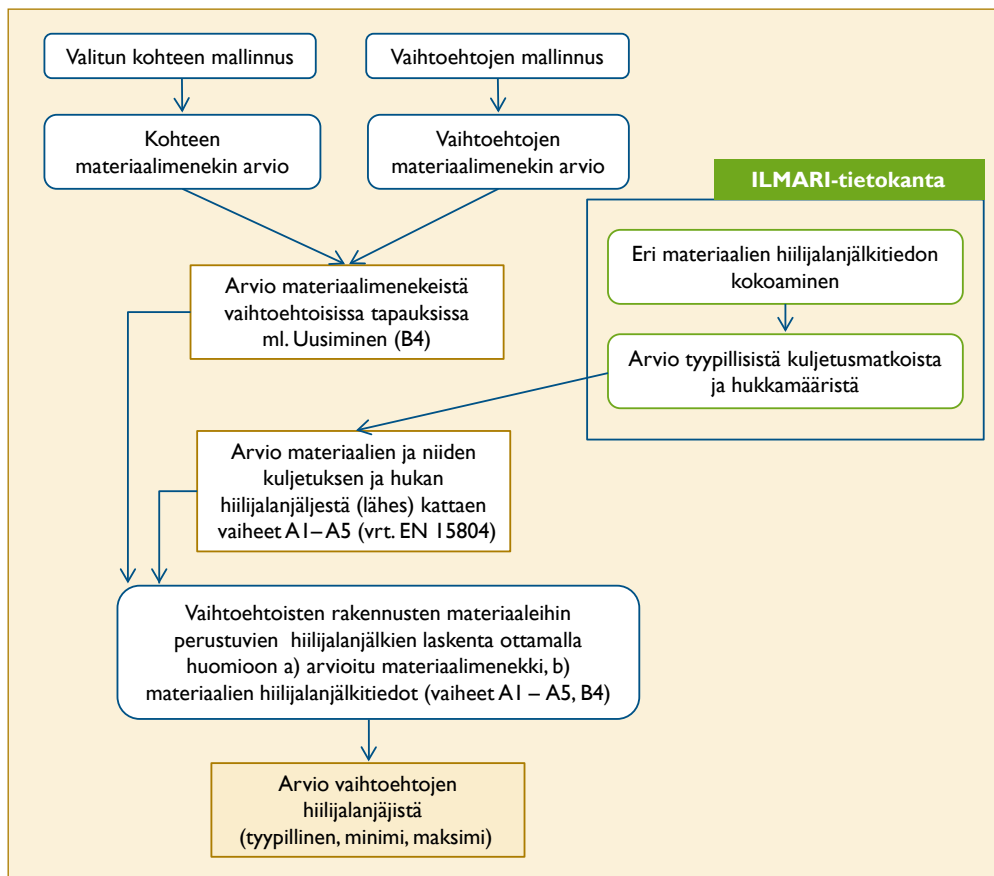 Valitun kohteen mallinnus
Vaihtoehtojen mallinnus
Kohteen
materiaalimenekin arvio
Vaihtoehtojen
materiaalimenekin arvio
ILMARI-tietokanta
Eri materiaalien hiilijalanjälkitiedon
kokoaminen
Arvio tyypillisistä kuljetusmatkoista
ja hukkamääristä
Arvio materiaalimenekeistä
vaihtoehtoisissa tapauksissa
ml. Uusiminen (B4)
Arvio materiaalien ja niiden
kuljetuksen ja hukan
hiilijalanjäljestä (lähes) kattaen
vaiheet A1– A5 (vrt. EN 15804)
Vaihtoehtoisten rakennusten materiaaleihin
perustuvien hiilijalanjälkien laskenta ottamalla
huomioon a) arvioitu materiaalimenekki, b)
materiaalien hiilijalanjälkitiedot (vaiheet A1 – A5, B4)
Arvio vaihtoehtojen
hiilijalanjäjistä
(tyypillinen, minimi, maksimi)